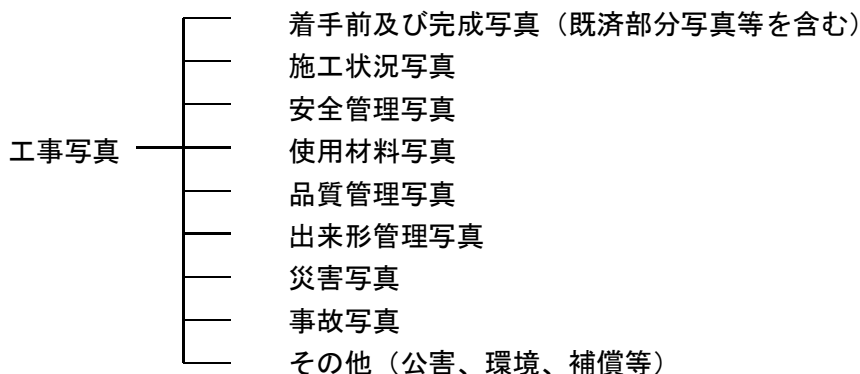 着手前及び完成写真（既済部分写真等を含む）
施工状況写真
安全管理写真
工事写真
使用材料写真
品質管理写真
出来形管理写真
災害写真
事故写真
その他（公害、環境、補償等）